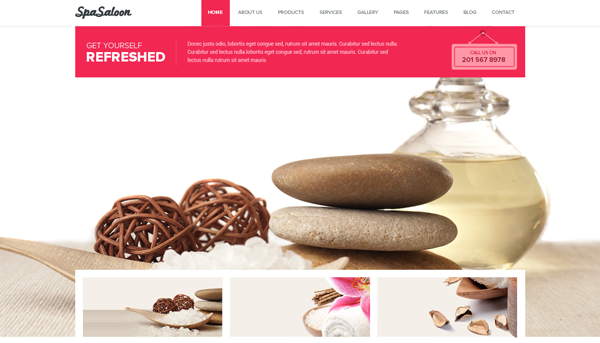 SpaSaloon
HOME ABOUT US PRODUCTS SERVICES GALLERY PAGES FEATURES BLOG CONTACT
GET YOURSELF
REFRESHED
Donec justo odio, lobortis eget congue sed, rutrum sit amet mauris. Curabitur sed lectus nulla.
Curabitur sed lectus nulla.lobortis eget congue sed, rutrum sit amet mauris. Curabitur sed
lectus nulla rutrum sit amet mauris
CALL US ON
201 567 8978